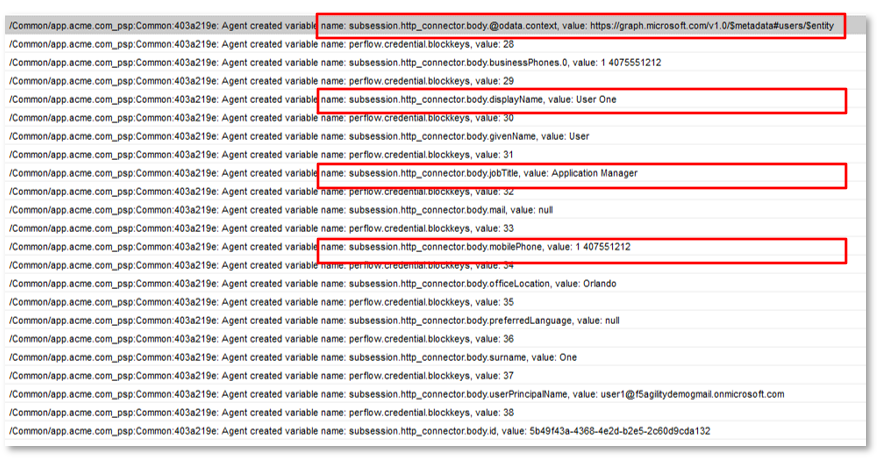 /Common/app.acme.com_psp:Common:403a219e: Agent created variable name: subsession.http_connector.body.@odata.context, value: https://graph.microsoft.com/v1.0/$metadata#users/$entity
/Common/app.acme.com_psp:Common:403a219e: Agent created variable name: perflow.credential.blockkeys, value: 28
/Common/app.acme.com_psp:Common:403a219e: Agent created variable name: subsession.http_connector.body.businessPhones.0, value: 1 4075551212
/Common/app.acme.com_psp:Common:403a219e: Agent created variable name: perflow.credential.blockkeys, value: 29
/Common/app.acme.com_psp:Common:403a219e: Agent created variable name: subsession.http_connector.body.displayName, value: User One
/Common/app.acme.com_psp:Common:403a219e: Agent created variable name: perflow.credential.blockkeys, value: 30
/Common/app.acme.com_psp:Common:403a219e: Agent created variable name: subsession.http_connector.body.givenName, value: User
/Common/app.acme.com_psp:Common:403a219e: Agent created variable name: perflow.credential.blockkeys, value: 31
/Common/app.acme.com_psp:Common:403a219e: Agent created variable name: subsession.http_connector.body.jobTitle, value: Application Manager
/Common/app.acme.com_psp:Common:403a219e: Agent created variable name: perflow.credential.blockkeys, value: 32
/Common/app.acme.com_psp:Common:403a219e: Agent created variable name: subsession.http_connector.body.mail, value: null
/Common/app.acme.com_psp:Common:403a219e: Agent created variable name: perflow.credential.blockkeys, value: 33
/Common/app.acme.com_psp:Common:403a219e: Agent created variable name: subsession.http_connector.body.mobilePhone, value: 1 407551212
/Common/app.acme.com_psp:Common:403a219e: Agent created variable name: perflow.credential.blockkeys, value: 34
/Common/app.acme.com_psp:Common:403a219e: Agent created variable name: subsession.http_connector.body.officeLocation, value: Orlando
/Common/app.acme.com_psp:Common:403a219e: Agent created variable name: perflow.credential.blockkeys, value: 35
/Common/app.acme.com_psp:Common:403a219e: Agent created variable name: subsession.http_connector.body.preferredLanguage, value: null
/Common/app.acme.com_psp:Common:403a219e: Agent created variable name: perflow.credential.blockkeys, value: 36
/Common/app.acme.com_psp:Common:403a219e: Agent created variable name: subsession.http_connector.body.surname, value: One
/Common/app.acme.com_psp:Common:403a219e: Agent created variable name: perflow.credential.blockkeys, value: 37
/Common/app.acme.com_psp:Common:403a219e: Agent created variable name: subsession.http_connector.body.userPrincipalName, value: user1@f5agilitydemogmail.onmicrosoft.com
/Common/app.acme.com_psp:Common:403a219e: Agent created variable name: perflow.credential.blockkeys, value: 38
/Common/app.acme.com_psp:Common:403a219e: Agent created variable name: subsession.http_connector.body.id, value: 5b49f43a-4368-4e2d-b2e5-2c60d9cda132